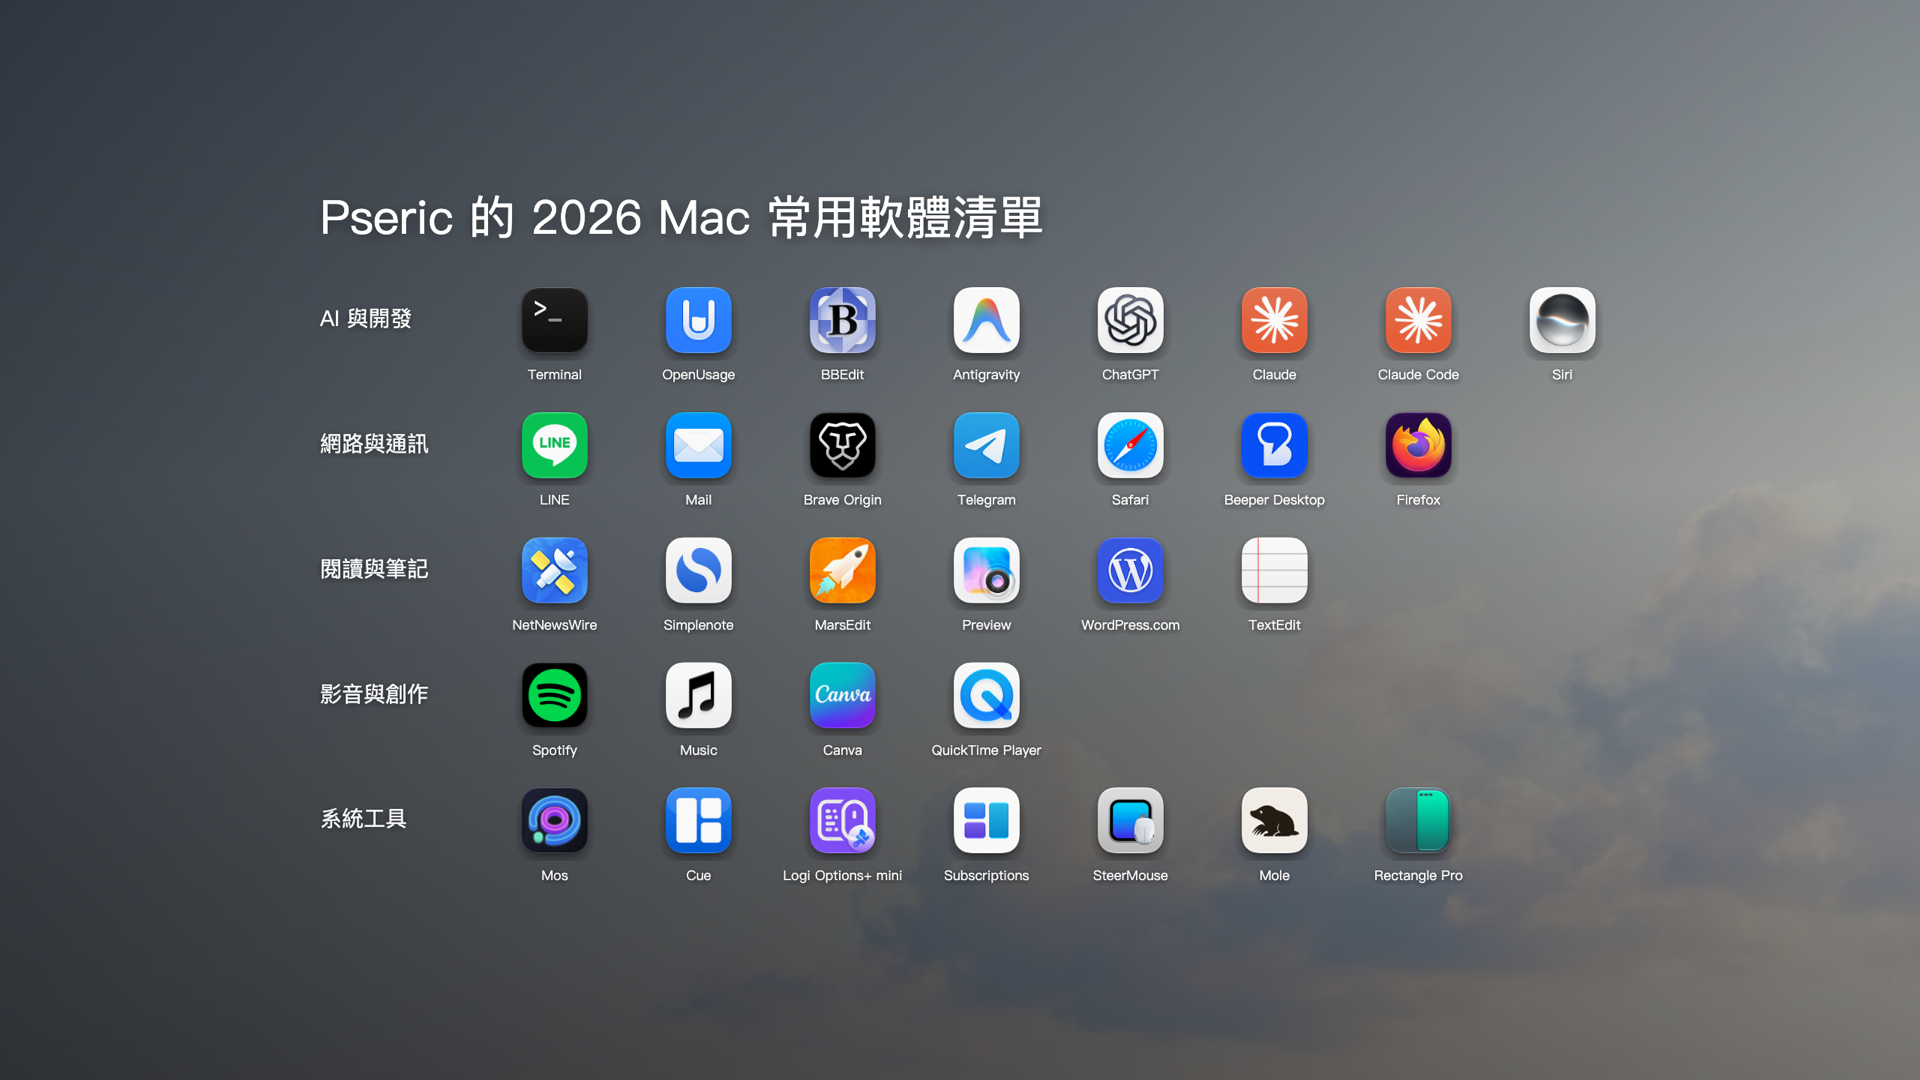 Pseric 的 2026 Mac 常用軟體清單
AI 與開發
Terminal OpenUsage BBEdit Antigravity ChatGPT Claude Claude Code Siri
網路與通訊
LINE
LINE Mail Brave Origin Telegram Safari Beeper Desktop Firefox
閱讀與筆記
NetNewsWire Simplenote MarsEdit Preview WordPress.com TextEdit
影音與創作
Canva
Spotify Music Canva QuickTime Player
系統工具
Mos Cue Logi Options+ mini Subscriptions SteerMouse Mole Rectangle Pro